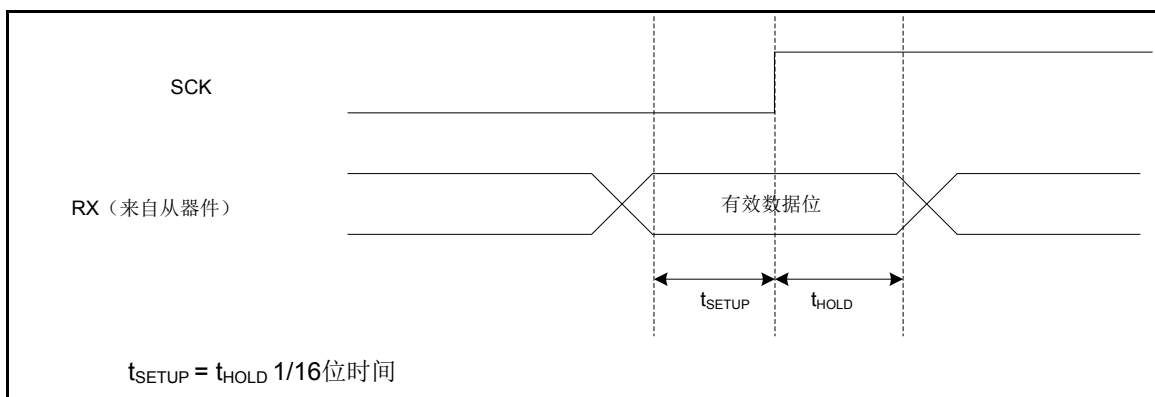 SCK
RX（来自从器件）
有效数据位
tSETUP tHOLD
tSETUP = tHOLD 1/16位时间